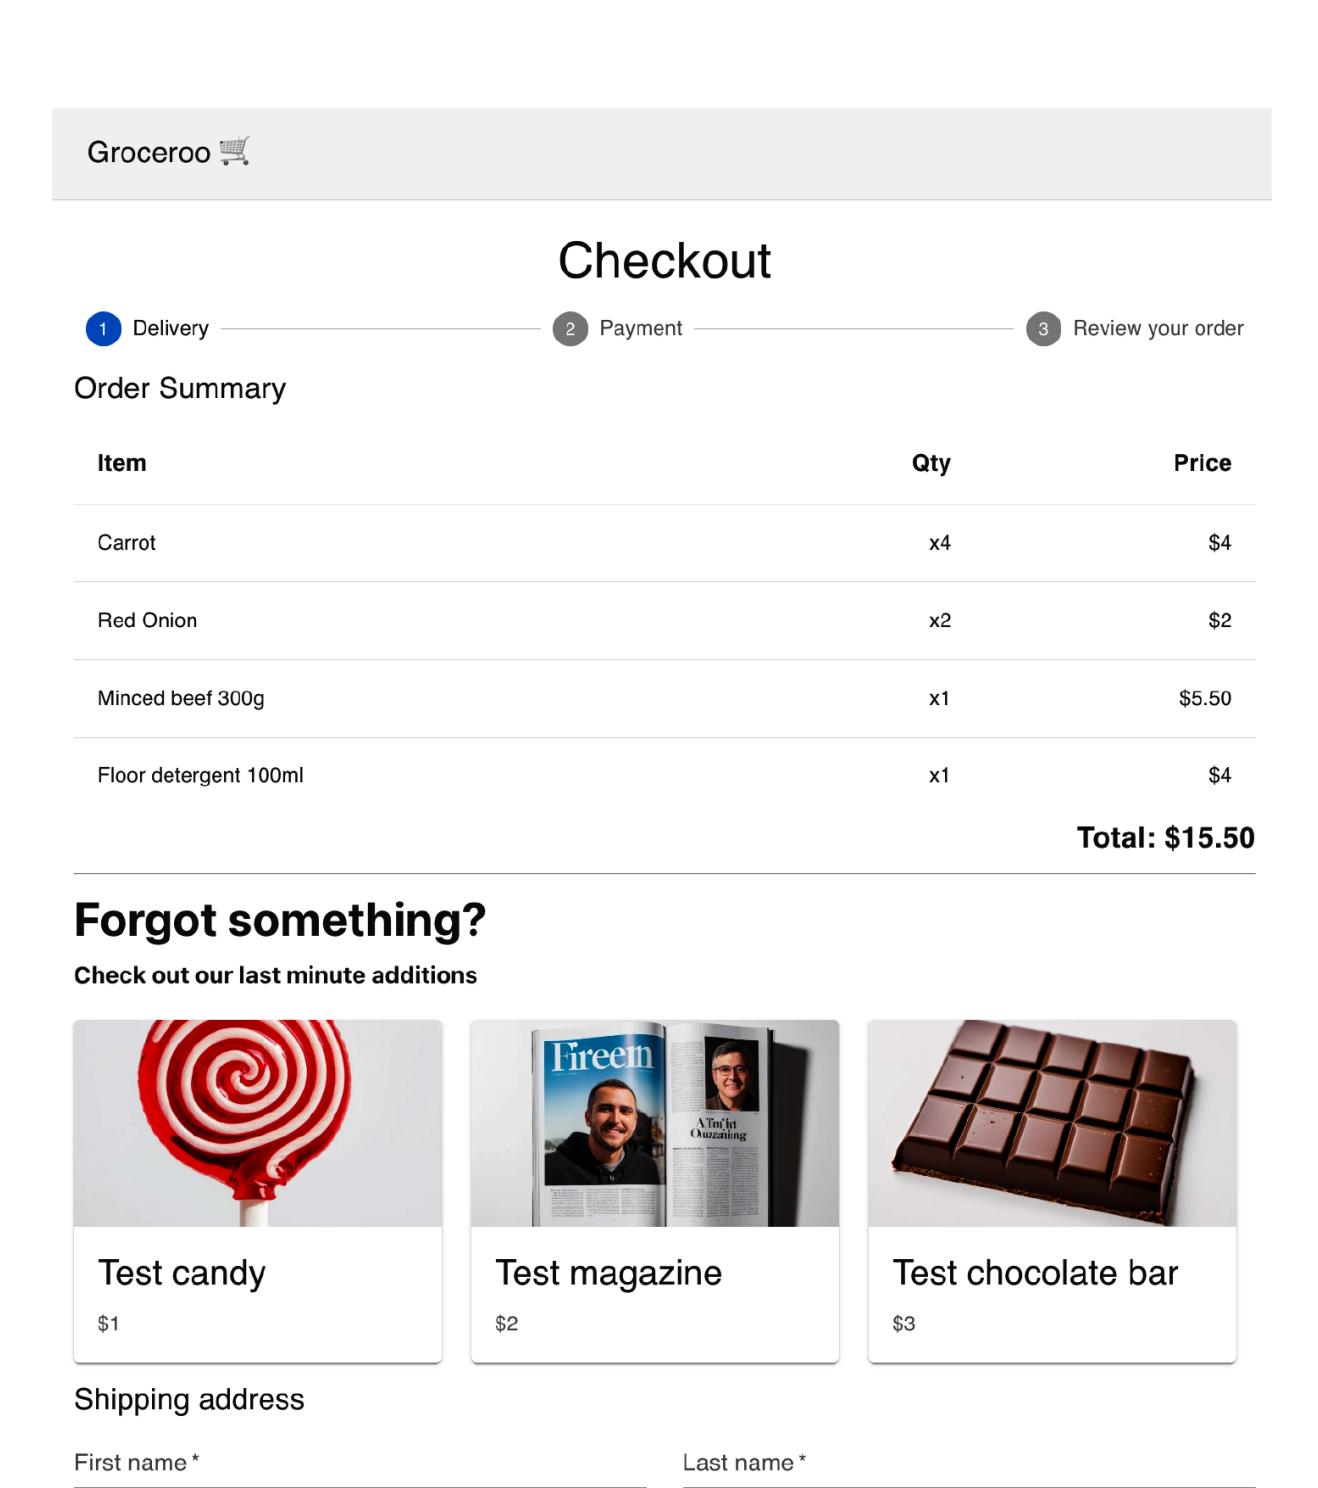 Groceroo
Checkout
1 Delivery 2 Payment 3 Review your order
Order Summary
Item Qty Price
Carrot x4 $4
Red Onion x2 $2
Minced beef 300g x1 $5.50
Floor detergent 100ml x1 $4
Total: $15.50
Forgot something?
Check out our last minute additions
Fireem
Test candy
$1
Test magazine
$2
Test chocolate bar
$3
Shipping address
First name * Last name *